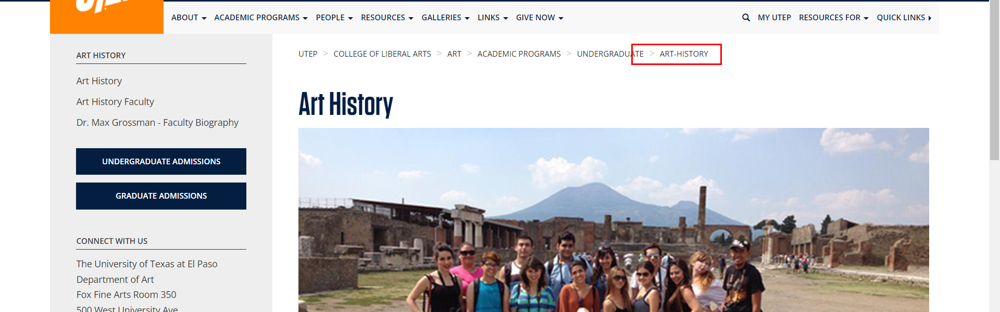 ABOUT ACADEMIC PROGRAMS PEOPLE RESOURCES GALLERIES LINKS GIVE NOW MY UTEP RESOURCES FOR QUICK LINKS
ART HISTORY
Art History
Art History Faculty
Dr. Max Grossman - Faculty Biography
UNDERGRADUATE ADMISSIONS
GRADUATE ADMISSIONS
CONNECT WITH US
The University of Texas at El Paso
Department of Art
Fox Fine Arts Room 350
500 West University Ave
UTEP > COLLEGE OF LIBERAL ARTS > ART > ACADEMIC PROGRAMS > UNDERGRADUATE > ART-HISTORY
Art History